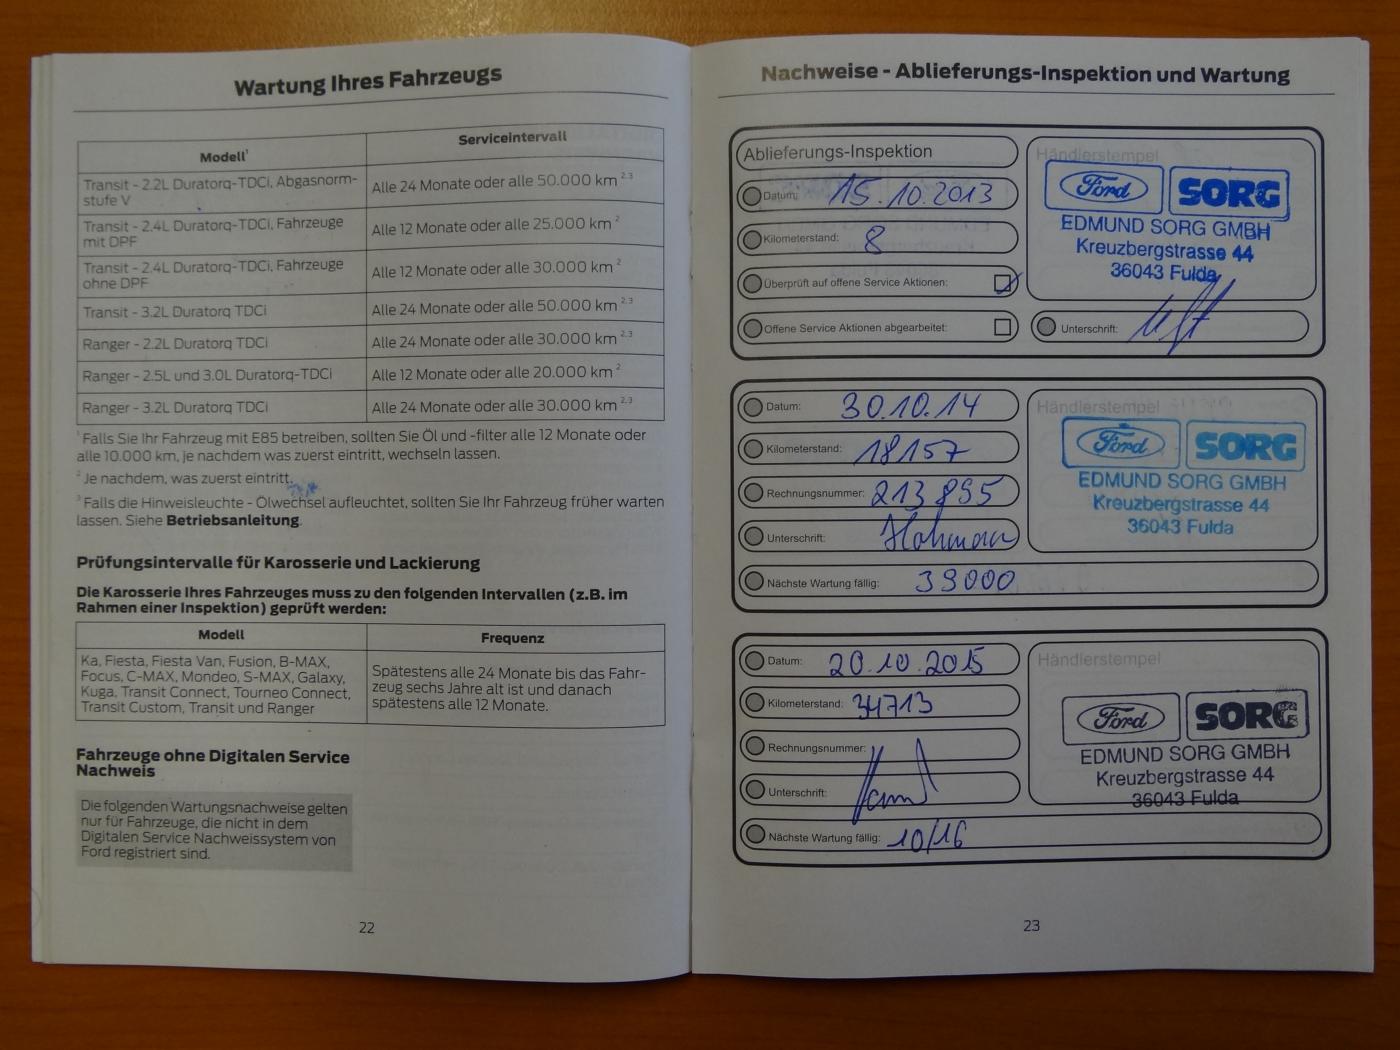 Wartung Ihres Fahrzeugs
Modell¹ Serviceintervall
Transit - 2.2L Duratorq-TDCi, Abgasnorm-
stufe V
Alle 24 Monate oder alle 50.000 km 2,3
Transit - 2.4L Duratorq-TDCi, Fahrzeuge
mit DPF
Alle 12 Monate oder alle 25.000 km 2
Transit - 2.4L Duratorq-TDCi, Fahrzeuge
ohne DPF
Alle 12 Monate oder alle 30.000 km 2
Transit - 3.2L Duratorq TDCi Alle 24 Monate oder alle 50.000 km 2,3
Ranger - 2.2L Duratorq TDCi Alle 24 Monate oder alle 30.000 km 2,3
Ranger - 2.5L und 3.0L Duratorq-TDCi Alle 12 Monate oder alle 20.000 km 2
Ranger - 3.2L Duratorq TDCi Alle 24 Monate oder alle 30.000 km 2,3
¹ Falls Sie Ihr Fahrzeug mit E85 betreiben, sollten Sie Öl und -filter alle 12 Monate oder
alle 10.000 km, je nachdem was zuerst eintritt, wechseln lassen.
² Je nachdem, was zuerst eintritt.
³ Falls die Hinweisleuchte - Ölwechsel aufleuchtet, sollten Sie Ihr Fahrzeug früher warten
lassen. Siehe Betriebsanleitung.
Prüfungsintervalle für Karosserie und Lackierung
Die Karosserie Ihres Fahrzeuges muss zu den folgenden Intervallen (z.B. im
Rahmen einer Inspektion) geprüft werden:
Modell Frequenz
Ka, Fiesta, Fiesta Van, Fusion, B-MAX,
Focus, C-MAX, Mondeo, S-MAX, Galaxy,
Kuga, Transit Connect, Tourneo Connect,
Transit Custom, Transit und Ranger
Spätestens alle 24 Monate bis das Fahr-
zeug sechs Jahre alt ist und danach
spätestens alle 12 Monate.
Fahrzeuge ohne Digitalen Service
Nachweis
Die folgenden Wartungsnachweise gelten
nur für Fahrzeuge, die nicht in dem
Digitalen Service Nachweissystem von
Ford registriert sind.
22
Nachweise - Ablieferungs-Inspektion und Wartung
Ablieferungs-Inspektion
Datum: 15.10.2013
Kilometerstand: 8
Überprüft auf offene Service Aktionen:
Offene Service Aktionen abgearbeitet:
Händlerstempel
Ford SORG
EDMUND SORG GMBH
Kreuzbergstrasse 44
36043 Fulda
Unterschrift:
Datum: 30.10.14
Kilometerstand: 18157
Rechnungsnummer: 213895
Unterschrift:
Nächste Wartung fällig: 39000
Händlerstempel
Ford SORG
EDMUND SORG GMBH
Kreuzbergstrasse 44
36043 Fulda
Datum: 20.10.2015
Kilometerstand: 34713
Rechnungsnummer:
Unterschrift:
Nächste Wartung fällig: 10/16
Händlerstempel
Ford SORG
EDMUND SORG GMBH
Kreuzbergstrasse 44
36043 Fulda
23